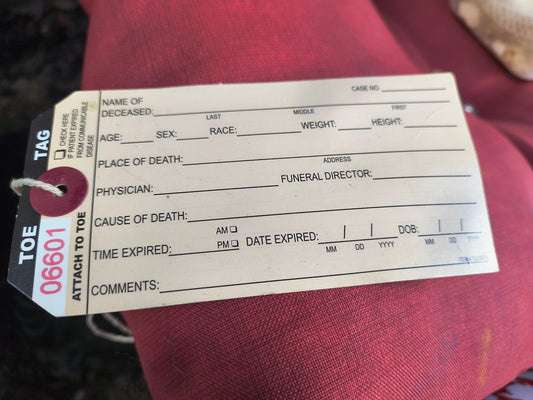 CASE NO.
NAME OF
DECEASED:
LAST MIDDLE FIRST
AGE: SEX: RACE: WEIGHT: HEIGHT:
PLACE OF DEATH:
ADDRESS
PHYSICIAN: FUNERAL DIRECTOR:
CAUSE OF DEATH:
TIME EXPIRED: AM PM DATE EXPIRED: / / DOB: / /
MM DD YYYY MM DD YYYY
COMMENTS:
TOE TAG
06601
ATTACH TO TOE
CHECK HERE
IF PATIENT EXPIRED
FROM COMMUNICABLE
DISEASE